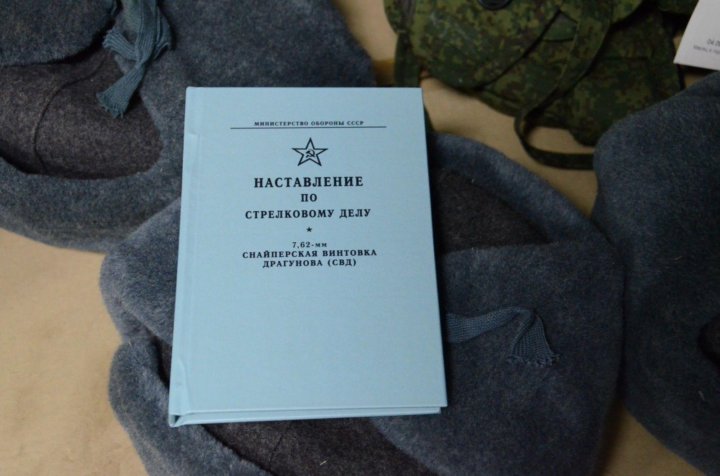 МИНИСТЕРСТВО ОБОРОНЫ СССР
НАСТАВЛЕНИЕ
ПО
СТРЕЛКОВОМУ ДЕЛУ
7,62-мм
СНАЙПЕРСКАЯ ВИНТОВКА
ДРАГУНОВА (СВД)